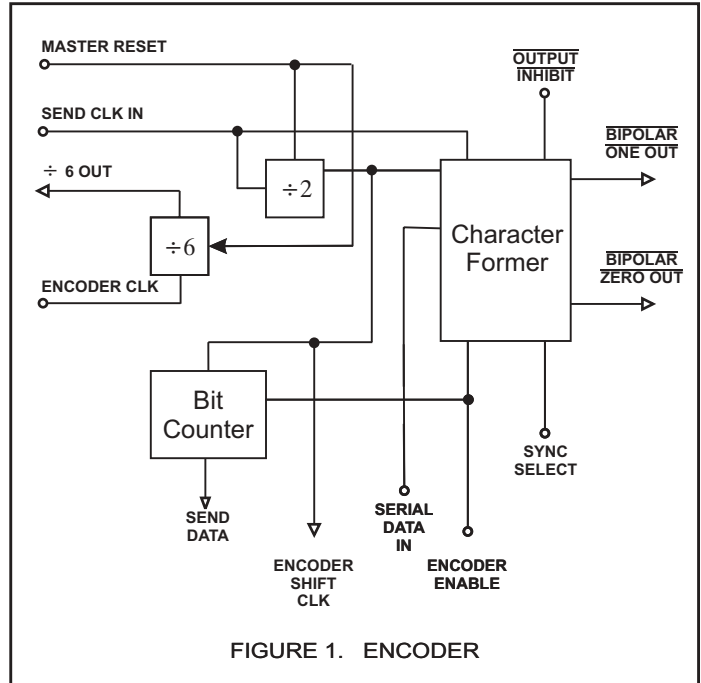 MASTER RESET
OUTPUT
INHIBIT
SEND CLK IN
BIPOLAR
ONE OUT
÷ 6 OUT
÷2
Character
Former
÷6
BIPOLAR
ZERO OUT
ENCODER CLK
Bit
Counter
SYNC
SELECT
SEND
DATA
SERIAL
DATA
IN
ENCODER
SHIFT
CLK
ENCODER
ENABLE
FIGURE 1. ENCODER